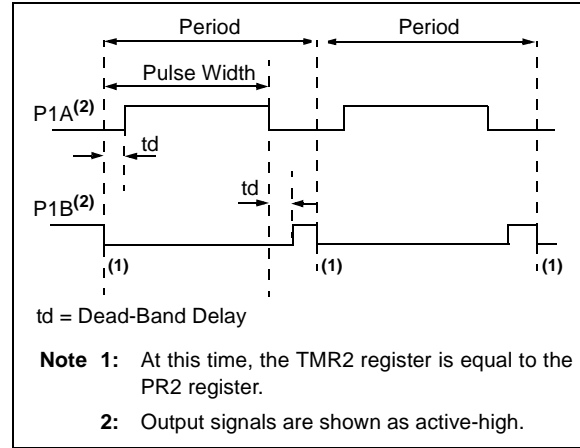 Period Period
Pulse Width
P1A(2)
td
td
P1B(2)
(1) (1) (1)
td = Dead-Band Delay
Note 1: At this time, the TMR2 register is equal to the
PR2 register.
2: Output signals are shown as active-high.